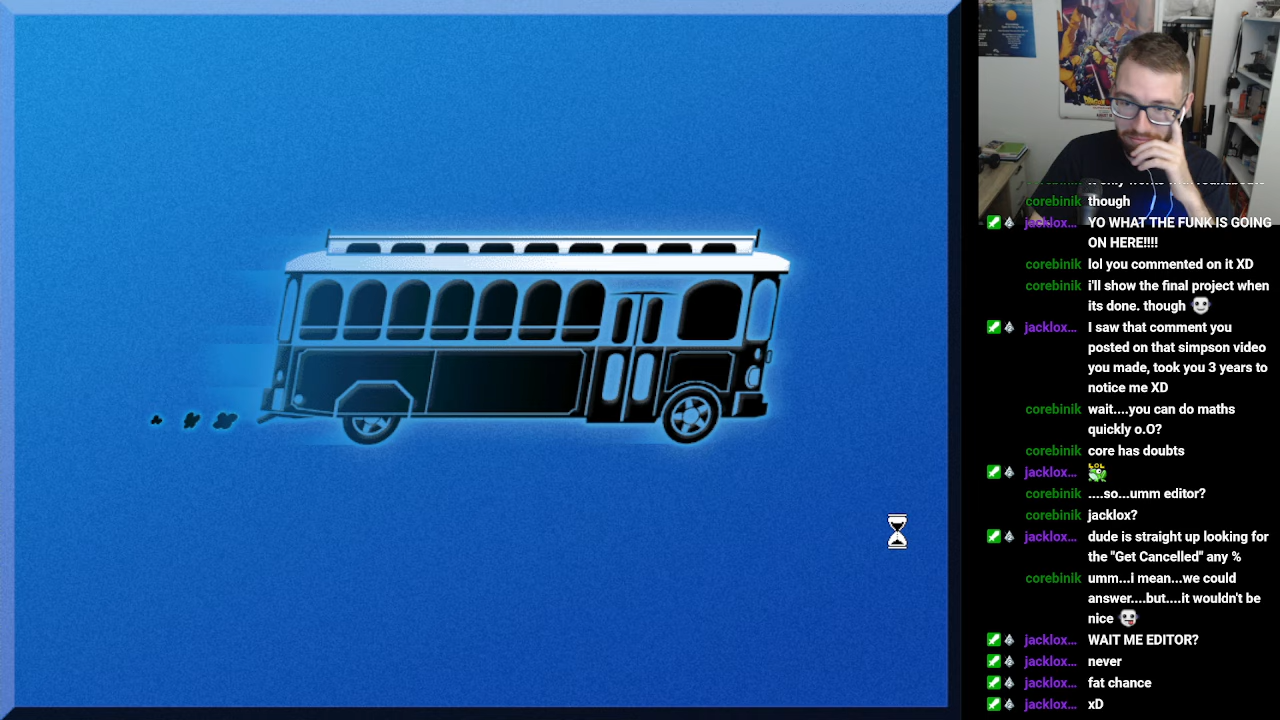 corebinik though
jacklox... YO WHAT THE FUNK IS GOING
ON HERE!!!!
corebinik lol you commented on it XD
corebinik i'll show the final project when
its done. though
jacklox... I saw that comment you
posted on that simpson video
you made, took you 3 years to
notice me XD
corebinik wait....you can do maths
quickly o.O?
corebinik core has doubts
jacklox... LOL
corebinik ....so...umm editor?
corebinik jacklox?
jacklox... dude is straight up looking for
the "Get Cancelled" any %
corebinik umm...i mean...we could
answer....but....it wouldn't be
nice
jacklox... WAIT ME EDITOR?
jacklox... never
jacklox... fat chance
jacklox... xD